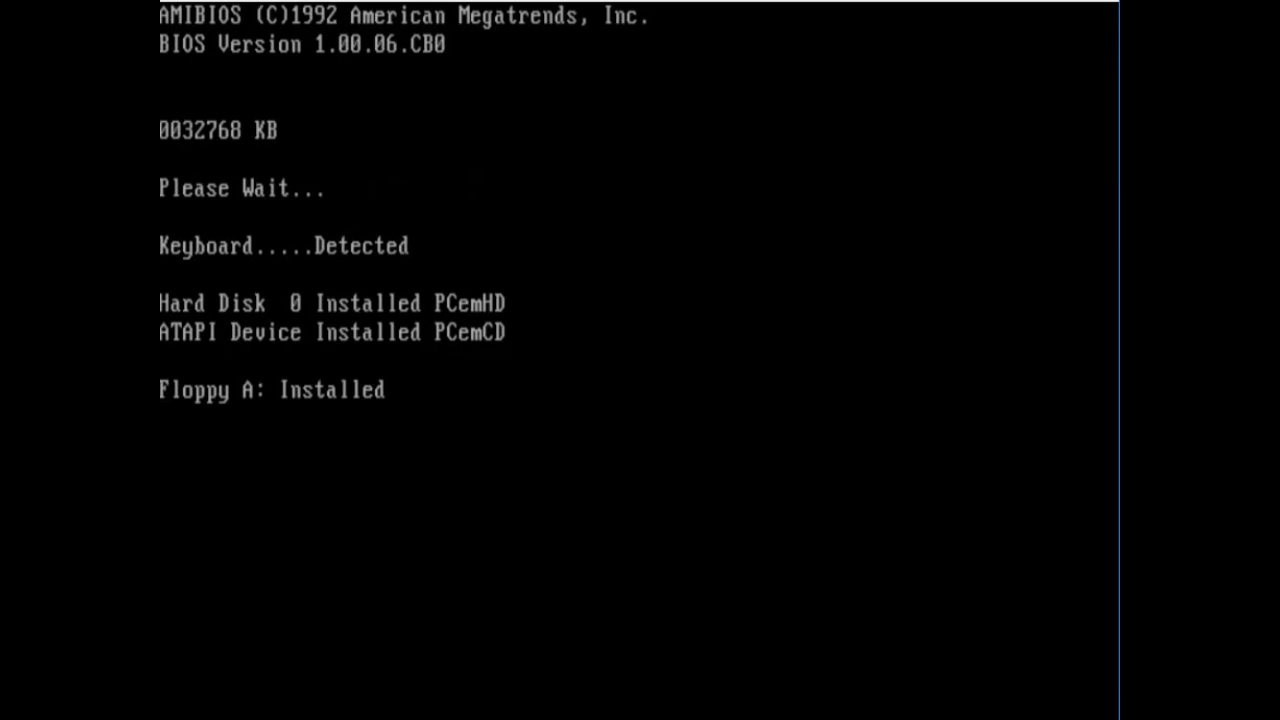 AMIBIOS (C)1992 American Megatrends, Inc.
BIOS Version 1.00.06.CB0
0032768 KB
Please Wait...
Keyboard.....Detected
Hard Disk  0 Installed PCemHD
ATAPI Device Installed PCemCD
Floppy A: Installed